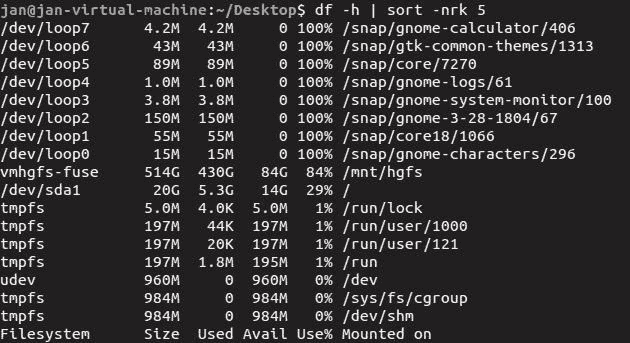 jan@jan-virtual-machine:~/Desktop$ df -h | sort -nrk 5
/dev/loop7      4.2M  4.2M     0 100% /snap/gnome-calculator/406
/dev/loop6       43M   43M     0 100% /snap/gtk-common-themes/1313
/dev/loop5       89M   89M     0 100% /snap/core/7270
/dev/loop4      1.0M  1.0M     0 100% /snap/gnome-logs/61
/dev/loop3      3.8M  3.8M     0 100% /snap/gnome-system-monitor/100
/dev/loop2      150M  150M     0 100% /snap/gnome-3-28-1804/67
/dev/loop1       55M   55M     0 100% /snap/core18/1066
/dev/loop0       15M   15M     0 100% /snap/gnome-characters/296
vmhgfs-fuse     514G  430G   84G  84% /mnt/hgfs
/dev/sda1        20G  5.3G   14G  29% /
tmpfs           5.0M  4.0K  5.0M   1% /run/lock
tmpfs           197M   44K  197M   1% /run/user/1000
tmpfs           197M   20K  197M   1% /run/user/121
tmpfs           197M  1.8M  195M   1% /run
udev            960M     0  960M   0% /dev
tmpfs           984M     0  984M   0% /sys/fs/cgroup
tmpfs           984M     0  984M   0% /dev/shm
Filesystem      Size  Used Avail Use% Mounted on